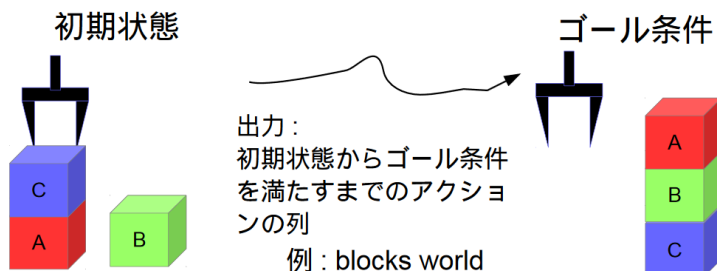 初期状態
ゴール条件
出力 :
初期状態からゴール条件
を満たすまでのアクショ
ンの列
例 : blocks world
C
A
B
A
B
C